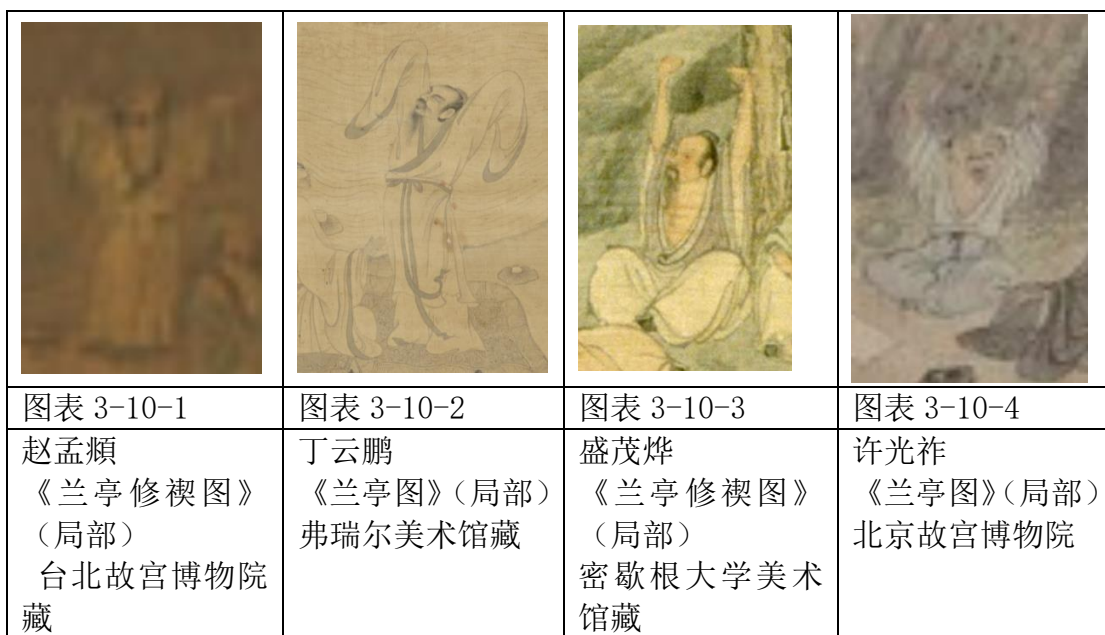 图表 3-10-1
图表 3-10-2
图表 3-10-3
图表 3-10-4
赵孟頫
《兰亭修禊图》
（局部）
台北故宫博物院
藏
丁云鹏
《兰亭图》（局部）
弗瑞尔美术馆藏
盛茂烨
《兰亭修禊图》
（局部）
密歇根大学美术
馆藏
许光祚
《兰亭图》（局部）
北京故宫博物院